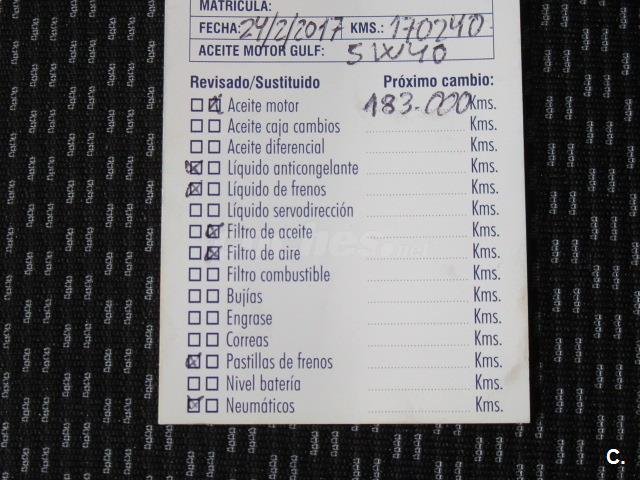 MATRÍCULA:
FECHA: 24/2/2017 KMS.: 170240
ACEITE MOTOR GULF: 5W40
Revisado/Sustituido Próximo cambio:
Aceite motor 183.000 Kms.
Aceite caja cambios Kms.
Aceite diferencial Kms.
Líquido anticongelante Kms.
Líquido de frenos Kms.
Líquido servodirección Kms.
Filtro de aceite Kms.
Filtro de aire Kms.
Filtro combustible Kms.
Bujías Kms.
Engrase Kms.
Correas Kms.
Pastillas de frenos Kms.
Nivel batería Kms.
Neumáticos Kms.
C.